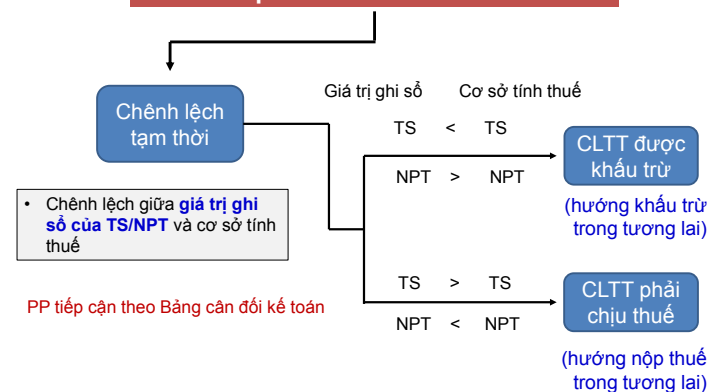 Giá trị ghi sổ Cơ sở tính thuế
Chênh lệch
tạm thời
TS < TS
NPT > NPT
CLTT được
khấu trừ
(hướng khấu trừ
trong tương lai)
• Chênh lệch giữa giá trị ghi
sổ của TS/NPT và cơ sở tính
thuế
PP tiếp cận theo Bảng cân đối kế toán
TS > TS
NPT < NPT
CLTT phải
chịu thuế
(hướng nộp thuế
trong tương lai)